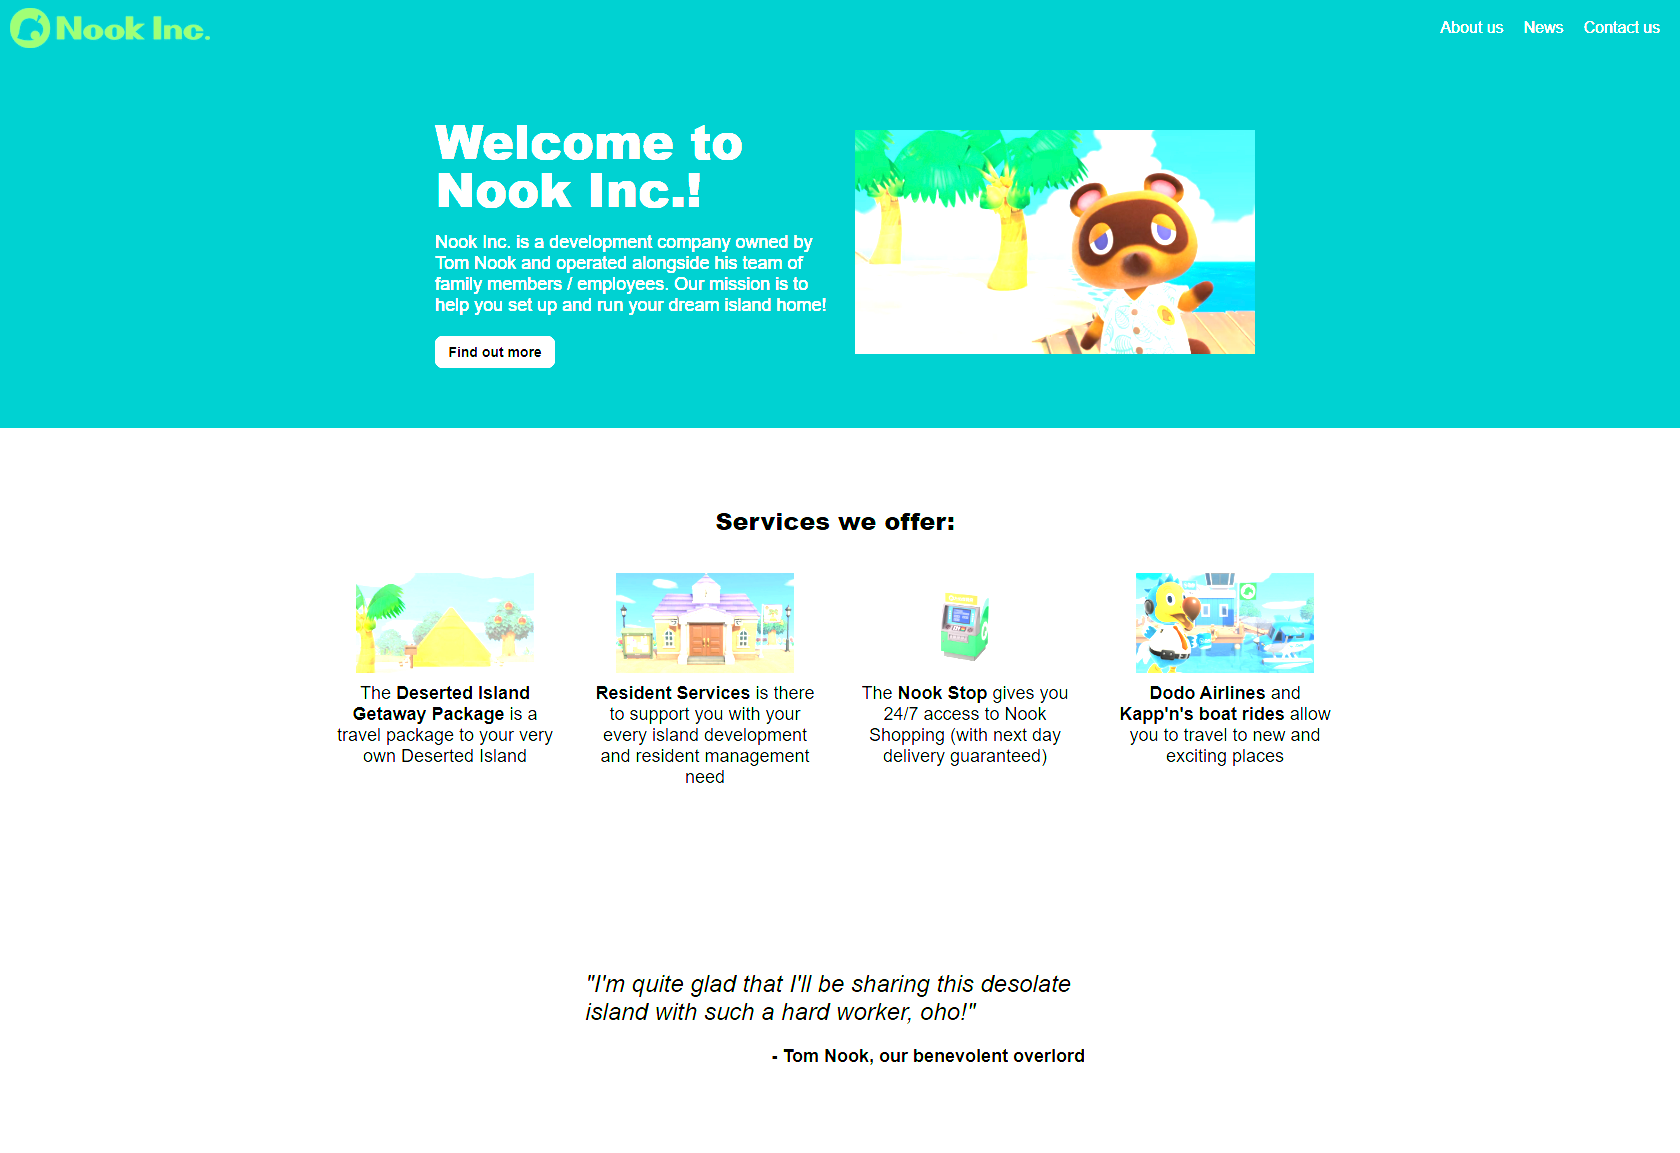 Nook Inc.
About us
News
Contact us
Welcome to
Nook Inc.!
Nook Inc. is a development company owned by
Tom Nook and operated alongside his team of
family members / employees. Our mission is to
help you set up and run your dream island home!
Find out more
Services we offer:
The Deserted Island
Getaway Package is a
travel package to your very
own Deserted Island
Resident Services is there
to support you with your
every island development
and resident management
need
The Nook Stop gives you
24/7 access to Nook
Shopping (with next day
delivery guaranteed)
Dodo Airlines and
Kapp'n's boat rides allow
you to travel to new and
exciting places
"I'm quite glad that I'll be sharing this desolate
island with such a hard worker, oho!"
- Tom Nook, our benevolent overlord